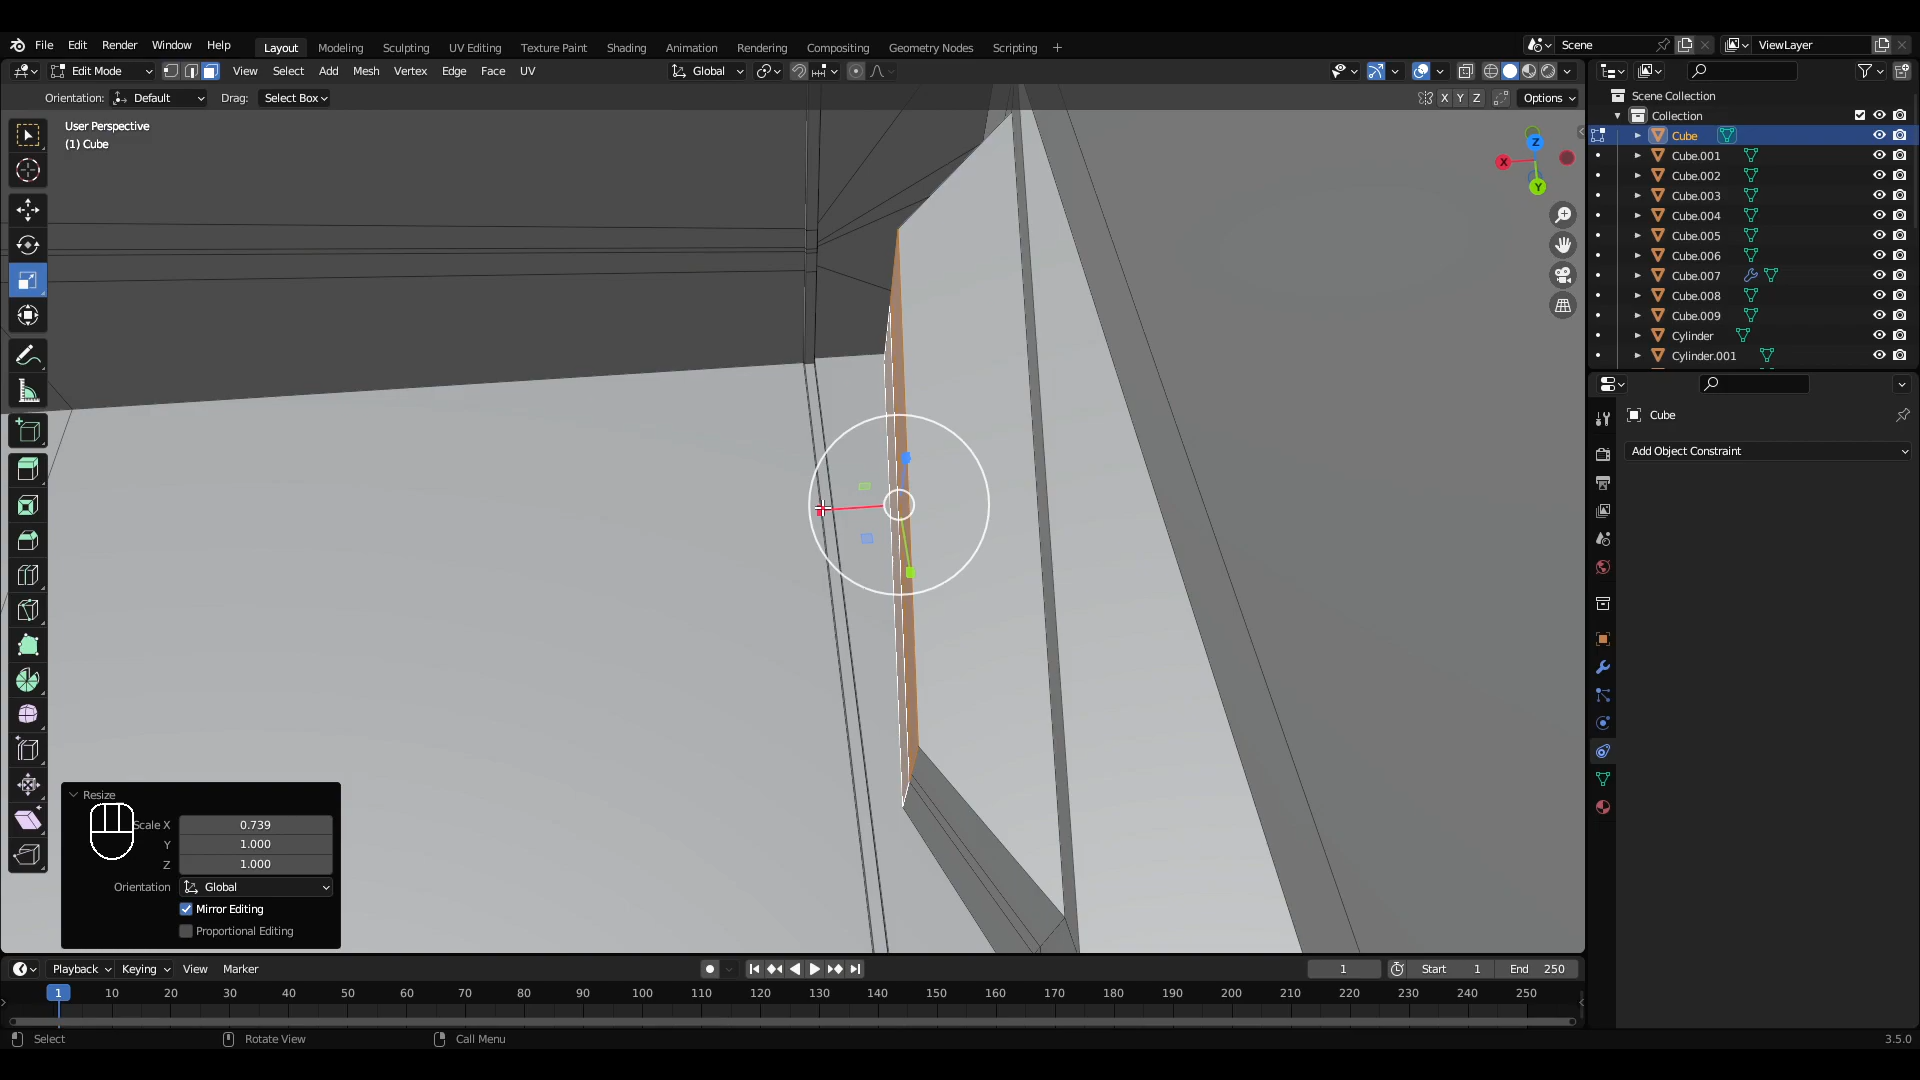 File Edit Render Window Help Layout Modeling Sculpting UV Editing Texture Paint Shading Animation Rendering Compositing Geometry Nodes Scripting + Scene ViewLayer
Edit Mode View Select Add Mesh Vertex Edge Face UV Global
Orientation: Default Drag: Select Box X Y Z Options
User Perspective
(1) Cube
Z
X
Y
Scene Collection
Collection
Cube
Cube.001
Cube.002
Cube.003
Cube.004
Cube.005
Cube.006
Cube.007
Cube.008
Cube.009
Cylinder
Cylinder.001
Cube
Add Object Constraint
Resize
Scale X 0.739
Y 1.000
Z 1.000
Orientation Global
Mirror Editing
Proportional Editing
Playback Keying View Marker 1 Start 1 End 250
1 10 20 30 40 50 60 70 80 90 100 110 120 130 140 150 160 170 180 190 200 210 220 230 240 250
Select Rotate View Call Menu 3.5.0